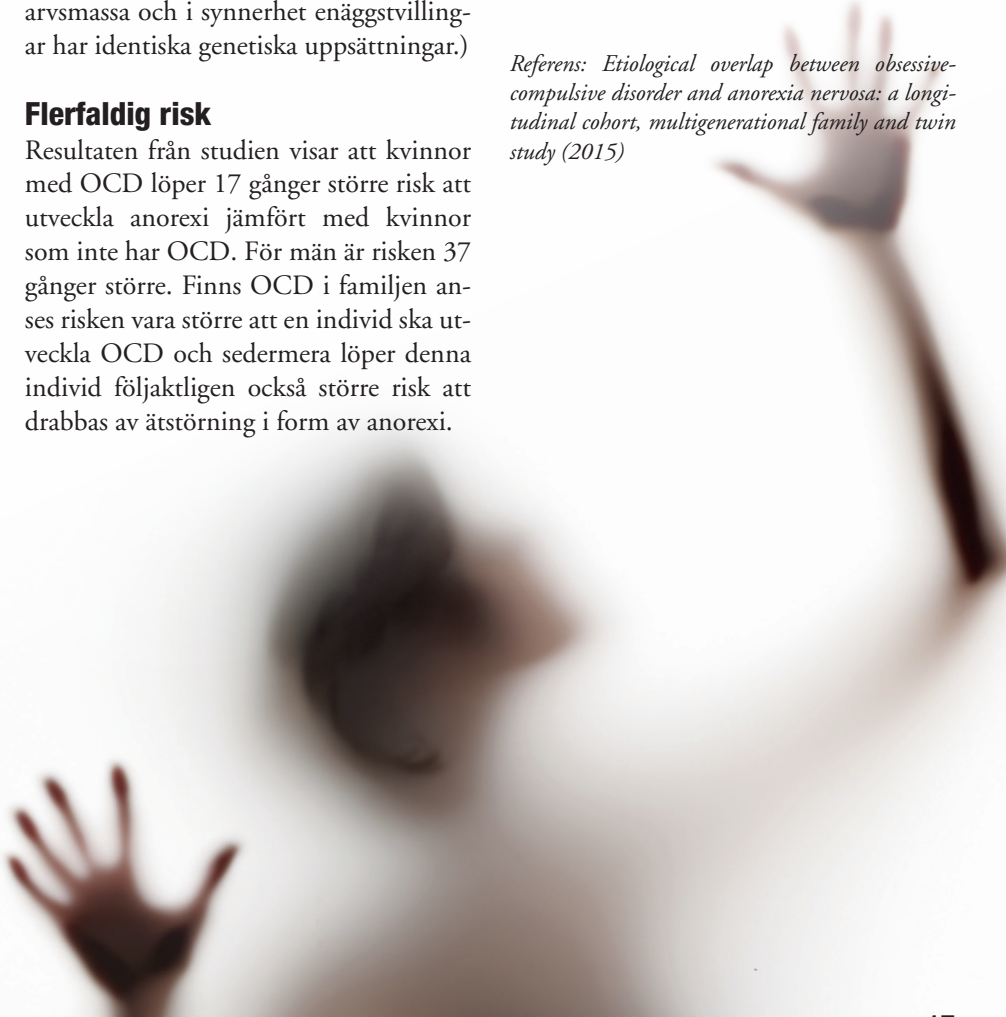 arvsmassa och i synnerhet enäggstvilling-
ar har identiska genetiska uppsättningar.)
Flerfaldig risk
Resultaten från studien visar att kvinnor
med OCD löper 17 gånger större risk att
utveckla anorexi jämfört med kvinnor
som inte har OCD. För män är risken 37
gånger större. Finns OCD i familjen an-
ses risken vara större att en individ ska ut-
veckla OCD och sedermera löper denna
individ följaktligen också större risk att
drabbas av ätstörning i form av anorexi.
Referens: Etiological overlap between obsessive-
compulsive disorder and anorexia nervosa: a longi-
tudinal cohort, multigenerational family and twin
study (2015)